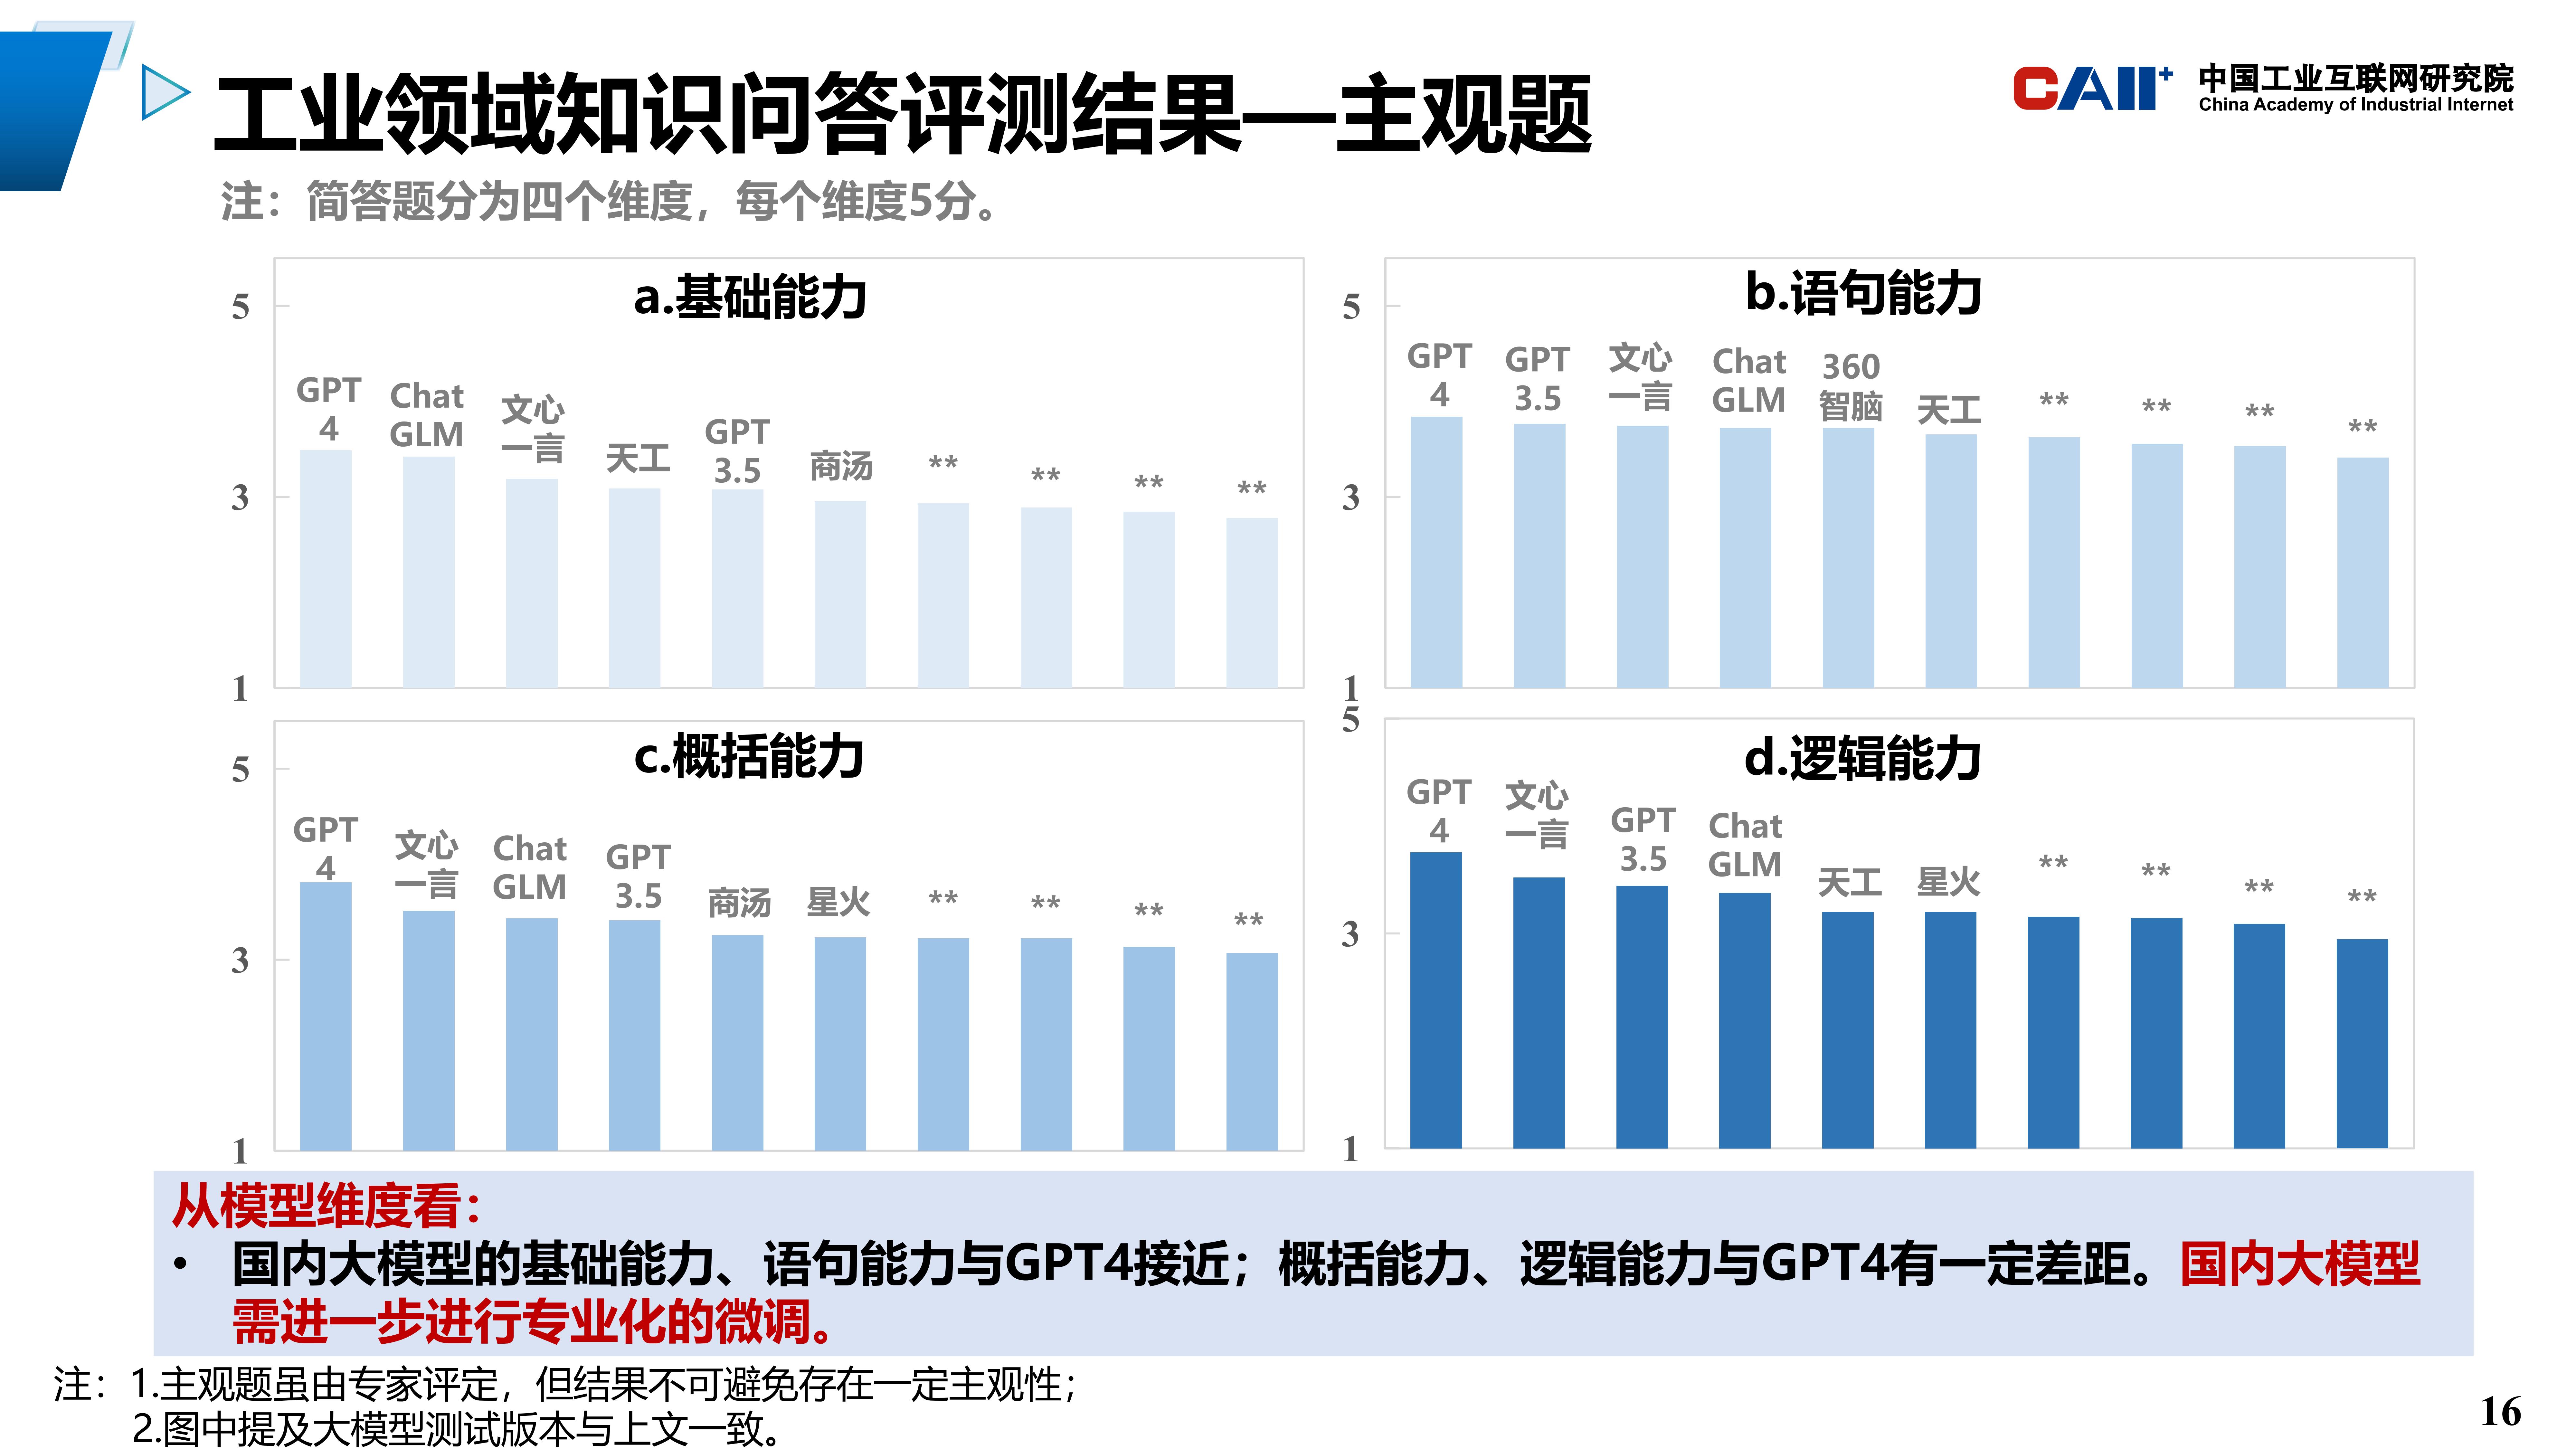 工业领域知识问答评测结果—主观题
CAII+
中国工业互联网研究院
China Academy of Industrial Internet
注：简答题分为四个维度，每个维度5分。
a.基础能力
5
3
1
GPT
4
Chat
GLM
文心
一言
天工
GPT
3.5
商汤
**
**
**
**
b.语句能力
5
3
1
GPT
4
GPT
3.5
文心
一言
Chat
GLM
360
智脑
天工
**
**
**
**
c.概括能力
5
3
1
GPT
4
文心
一言
Chat
GLM
GPT
3.5
商汤
星火
**
**
**
**
d.逻辑能力
5
3
1
GPT
4
文心
一言
GPT
3.5
Chat
GLM
天工
星火
**
**
**
**
从模型维度看：
• 国内大模型的基础能力、语句能力与GPT4接近；概括能力、逻辑能力与GPT4有一定差距。国内大模型
需进一步进行专业化的微调。
注：1.主观题虽由专家评定，但结果不可避免存在一定主观性；
2.图中提及大模型测试版本与上文一致。
16